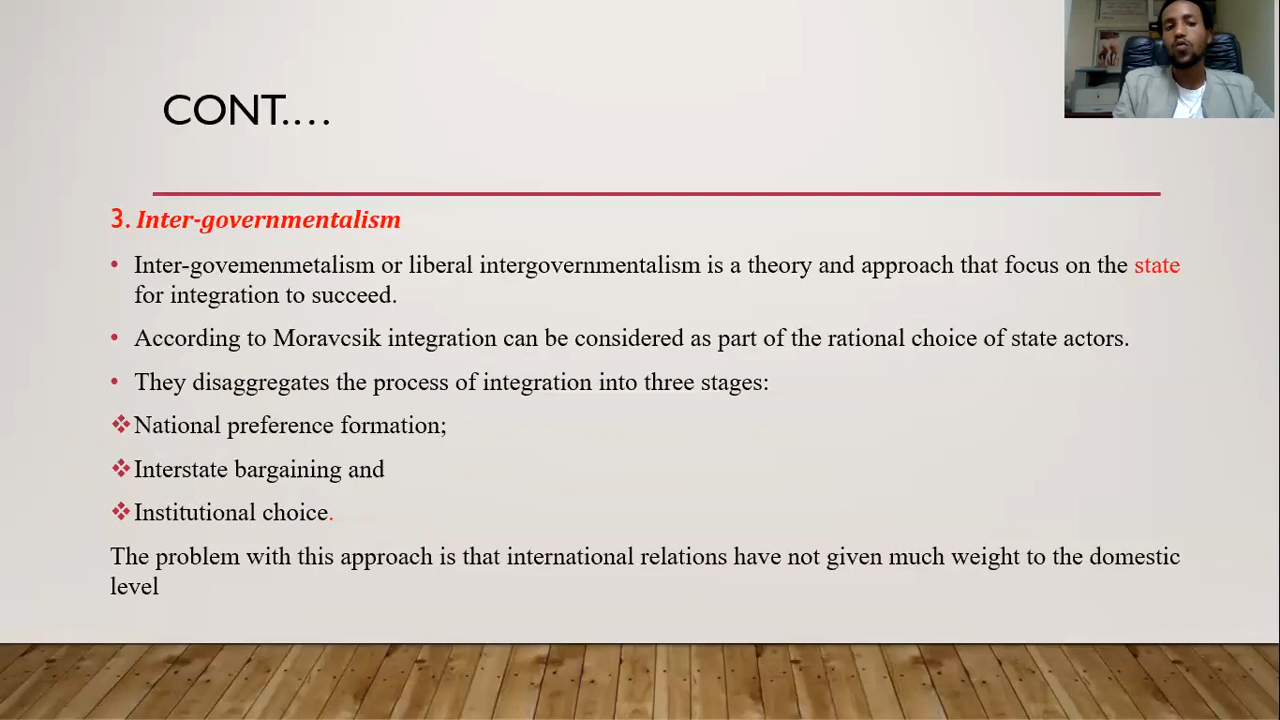 CONT.…
3. Inter-governmentalism
• Inter-govemenmetalism or liberal intergovernmentalism is a theory and approach that focus on the state
for integration to succeed.
• According to Moravcsik integration can be considered as part of the rational choice of state actors.
• They disaggregates the process of integration into three stages:
❖National preference formation;
❖Interstate bargaining and
❖Institutional choice.
The problem with this approach is that international relations have not given much weight to the domestic
level